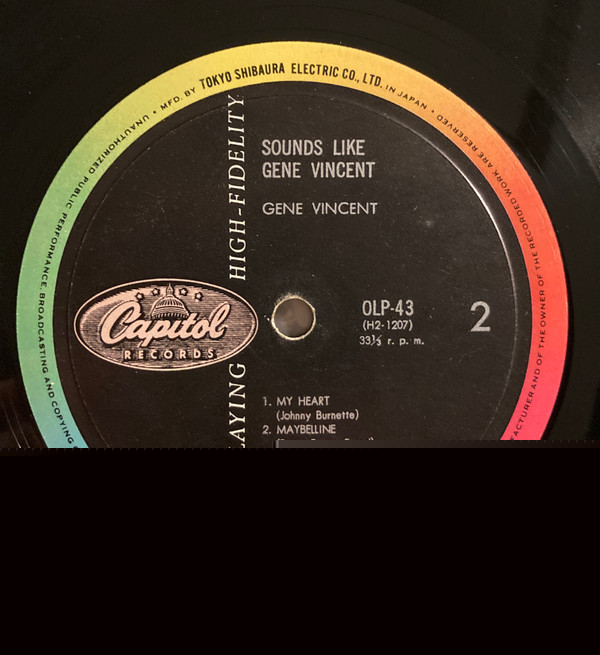 UNAUTHORIZED PUBLIC PERFORMANCE, BROADCASTING AND COPYING
• MFD. BY TOKYO SHIBAURA ELECTRIC CO., LTD. IN JAPAN •
AND OF THE OWNER OF THE RECORDED WORK ARE RESERVED
HIGH-FIDELITY
SOUNDS LIKE
GENE VINCENT
GENE VINCENT
Capitol
RECORDS
OLP-43
(H2-1207)
33⅓ r. p. m.
2
1. MY HEART
(Johnny Burnette)
2. MAYBELLINE